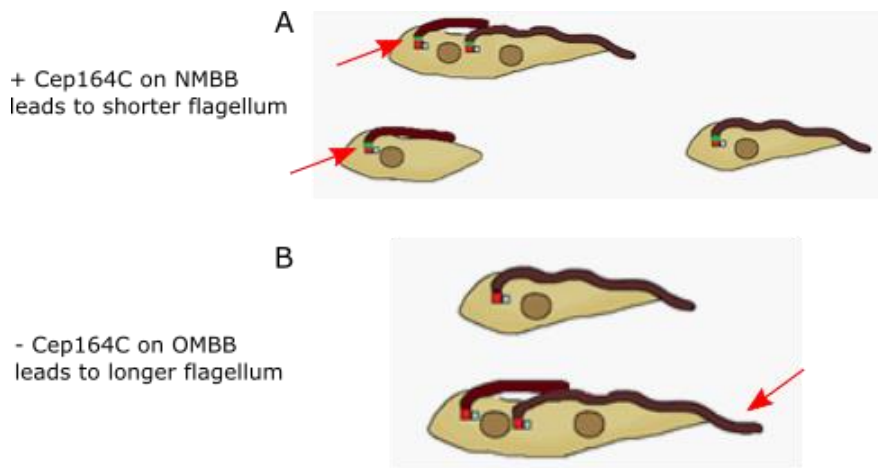 A
+ Cep164C on NMBB
leads to shorter flagellum
B
- Cep164C on OMBB
leads to longer flagellum